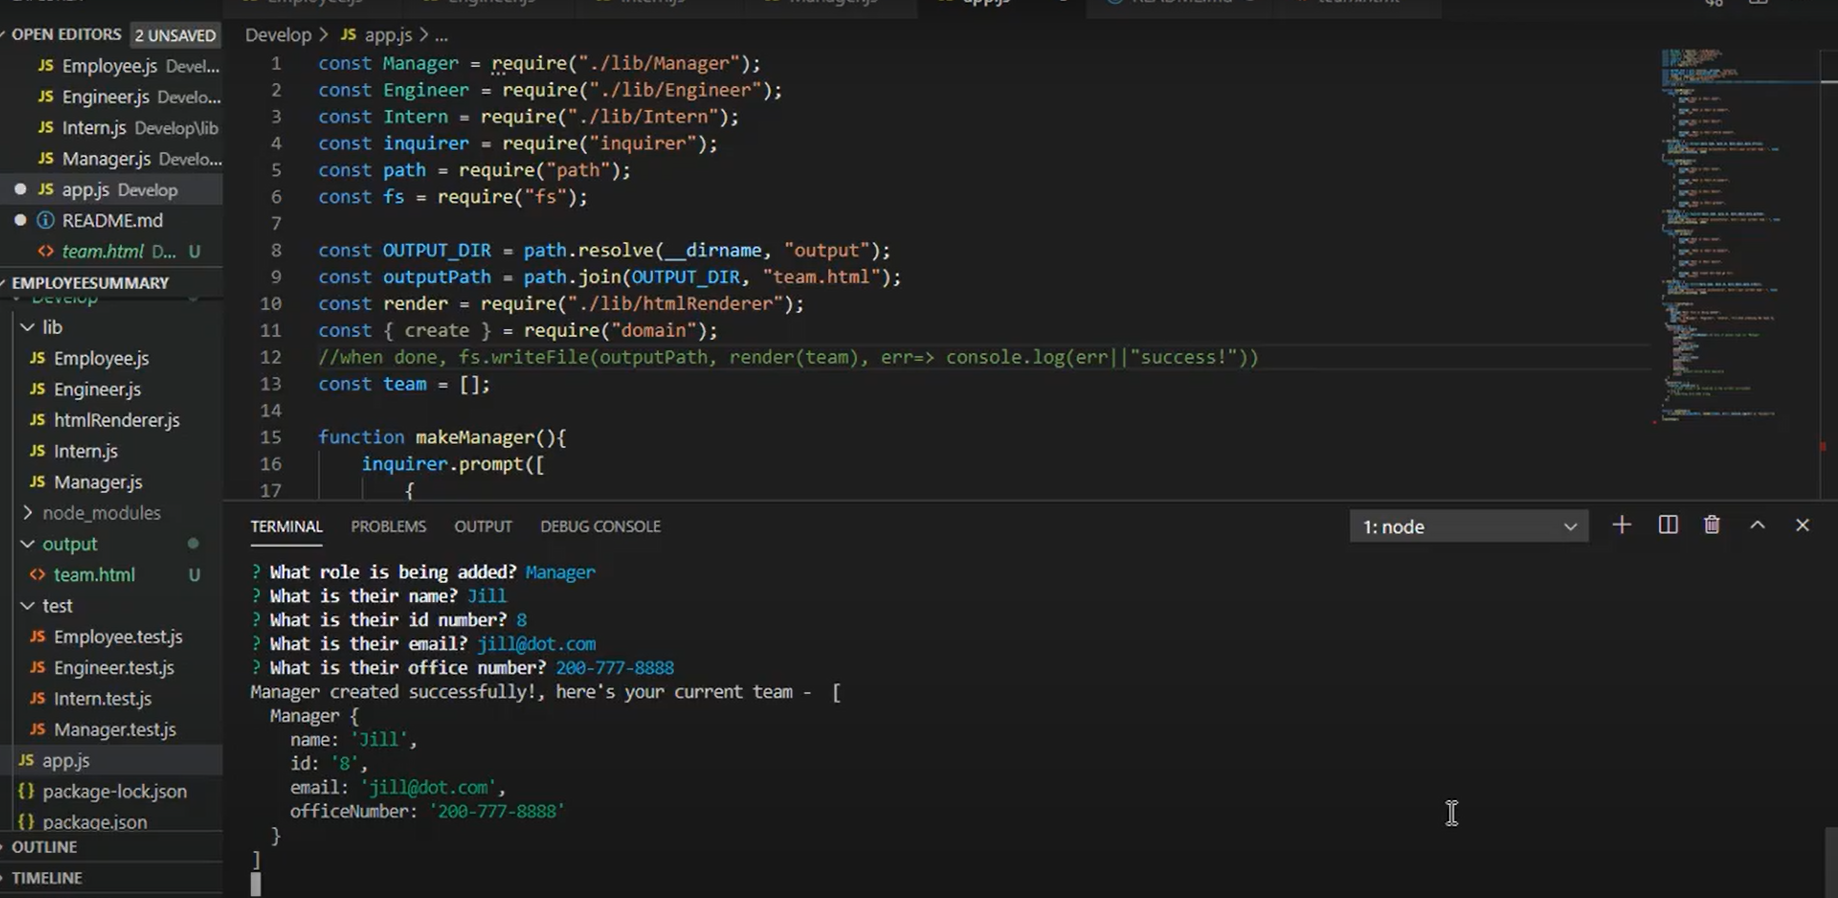 OPEN EDITORS 2 UNSAVED
JS Employee.js Devel...
JS Engineer.js Develo...
JS Intern.js Develop\lib
JS Manager.js Develo...
JS app.js Develop
README.md
<> team.html D... U
EMPLOYEESUMMARY
Develop
lib
JS Employee.js
JS Engineer.js
JS htmlRenderer.js
JS Intern.js
JS Manager.js
node_modules
output
<> team.html U
test
JS Employee.test.js
JS Engineer.test.js
JS Intern.test.js
JS Manager.test.js
JS app.js
{} package-lock.json
{} package.json
OUTLINE
TIMELINE
Develop > JS app.js > ...
1 const Manager = require("./lib/Manager");
2 const Engineer = require("./lib/Engineer");
3 const Intern = require("./lib/Intern");
4 const inquirer = require("inquirer");
5 const path = require("path");
6 const fs = require("fs");
7
8 const OUTPUT_DIR = path.resolve(__dirname, "output");
9 const outputPath = path.join(OUTPUT_DIR, "team.html");
10 const render = require("./lib/htmlRenderer");
11 const { create } = require("domain");
12 //when done, fs.writeFile(outputPath, render(team), err=> console.log(err||"success!"))
13 const team = [];
14
15 function makeManager(){
16 inquirer.prompt([
17 {
TERMINAL PROBLEMS OUTPUT DEBUG CONSOLE 1: node
? What role is being added? Manager
? What is their name? Jill
? What is their id number? 8
? What is their email? jill@dot.com
? What is their office number? 200-777-8888
Manager created successfully!, here's your current team - [
Manager {
name: 'Jill',
id: '8',
email: 'jill@dot.com',
officeNumber: '200-777-8888'
}
]